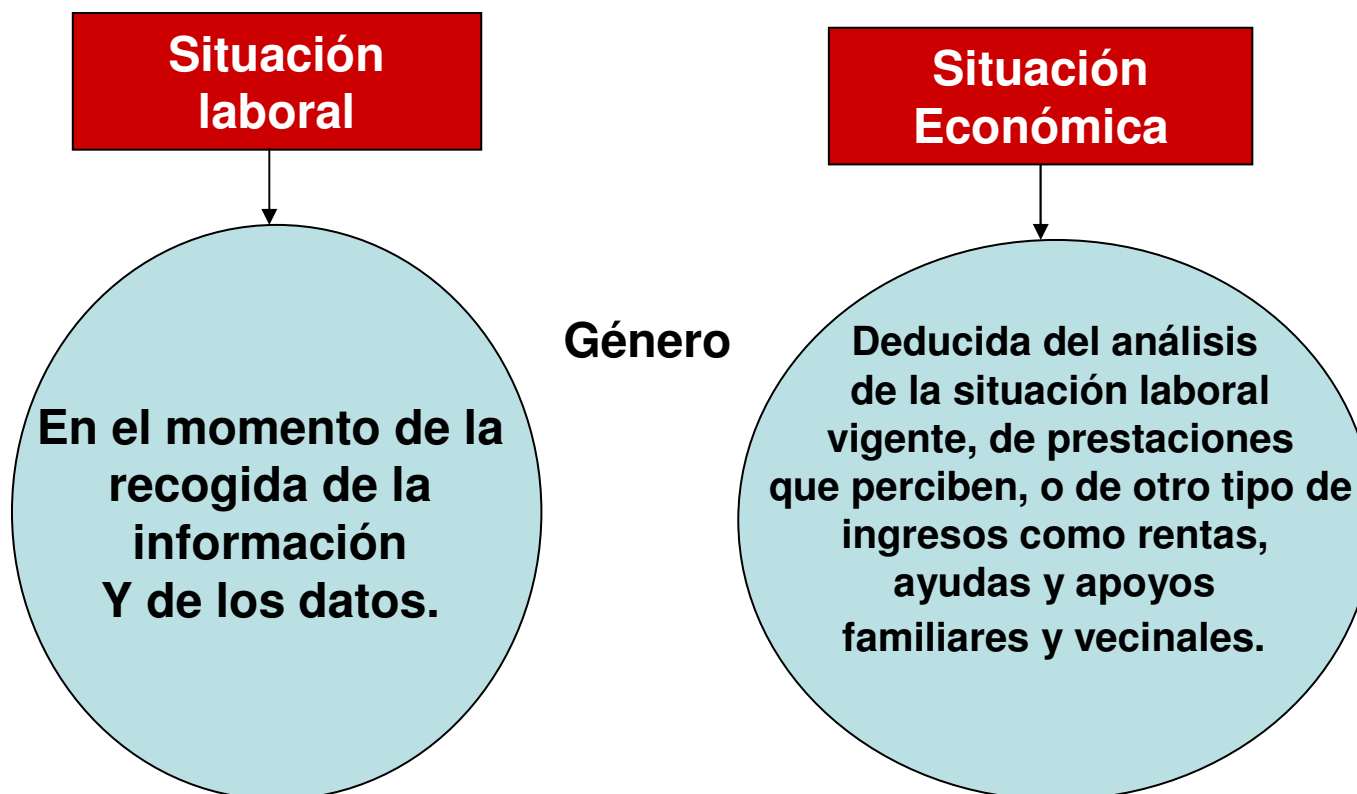 Situación
laboral
Situación
Económica
Género
En el momento de la
recogida de la
información
Y de los datos.
Deducida del análisis
de la situación laboral
vigente, de prestaciones
que perciben, o de otro tipo de
ingresos como rentas,
ayudas y apoyos
familiares y vecinales.